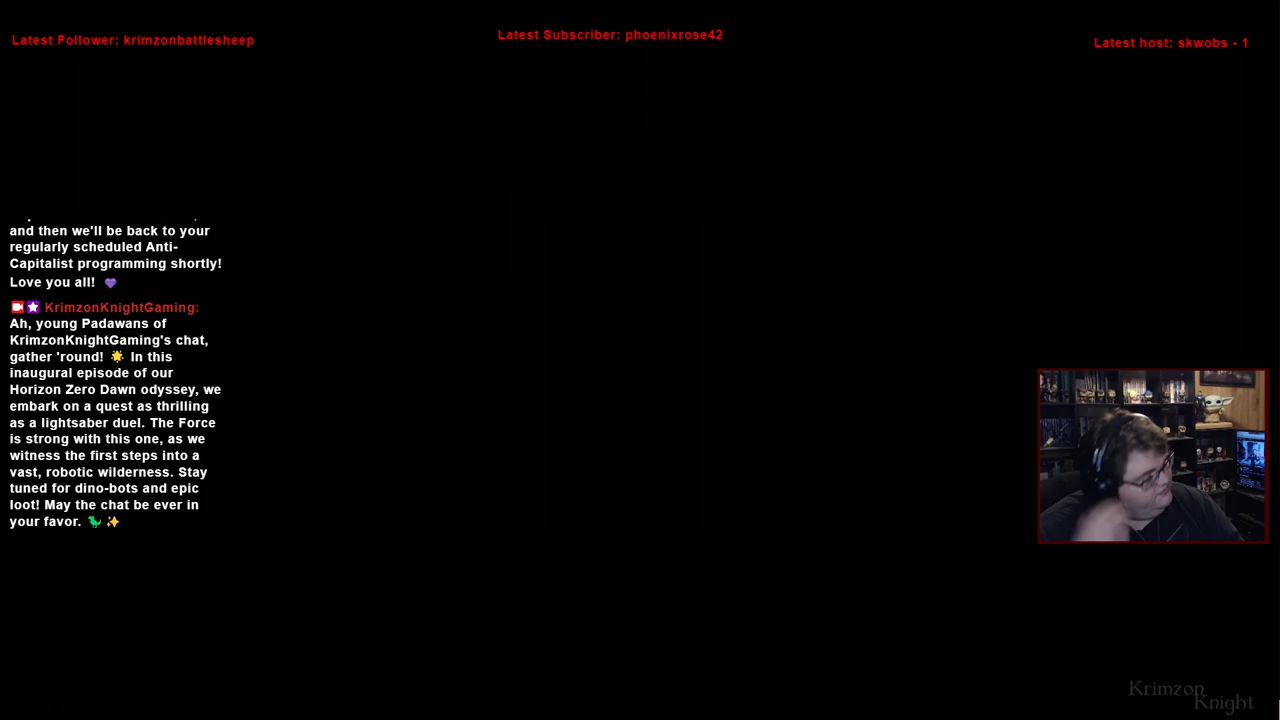 Latest Follower: krimzonbattlesheep
Latest Subscriber: phoenixrose42
Latest host: skwobs - 1
and then we'll be back to your
regularly scheduled Anti-
Capitalist programming shortly!
Love you all! 💜
KrimzonKnightGaming:
Ah, young Padawans of
KrimzonKnightGaming's chat,
gather 'round! 🌟 In this
inaugural episode of our
Horizon Zero Dawn odyssey, we
embark on a quest as thrilling
as a lightsaber duel. The Force
is strong with this one, as we
witness the first steps into a
vast, robotic wilderness. Stay
tuned for dino-bots and epic
loot! May the chat be ever in
your favor. 🦖✨
Krimzon
Knight